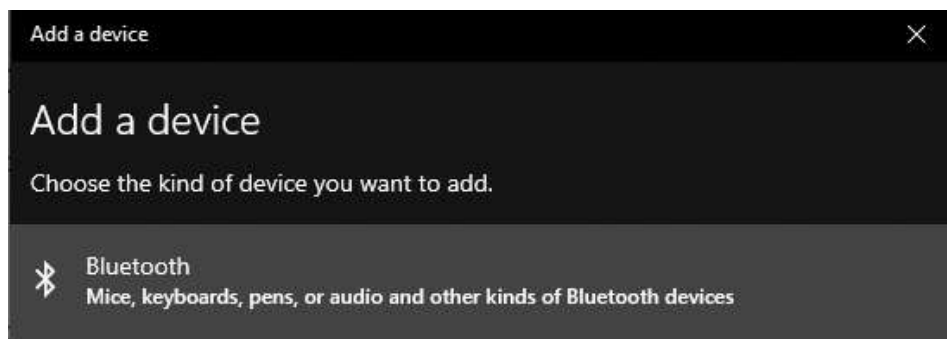 Add a device
Add a device
Choose the kind of device you want to add.
Bluetooth
Mice, keyboards, pens, or audio and other kinds of Bluetooth devices